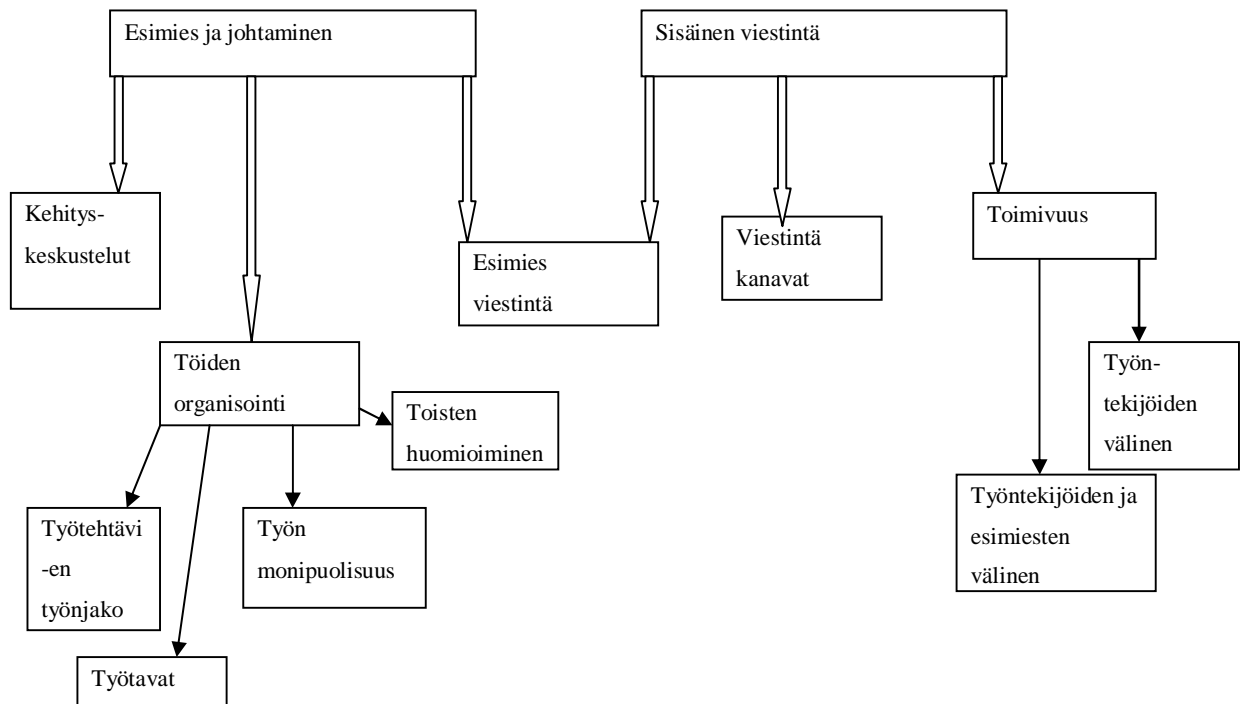 Esimies ja johtaminen
Sisäinen viestintä
Kehitys-
keskustelut
Esimies
viestintä
Viestintä
kanavat
Toimivuus
Töiden
organisointi
Toisten
huomioiminen
Työn-
tekijöiden
välinen
Työtehtävi
-en
työnjako
Työn
monipuolisuus
Työntekijöiden ja
esimiesten
välinen
Työtavat